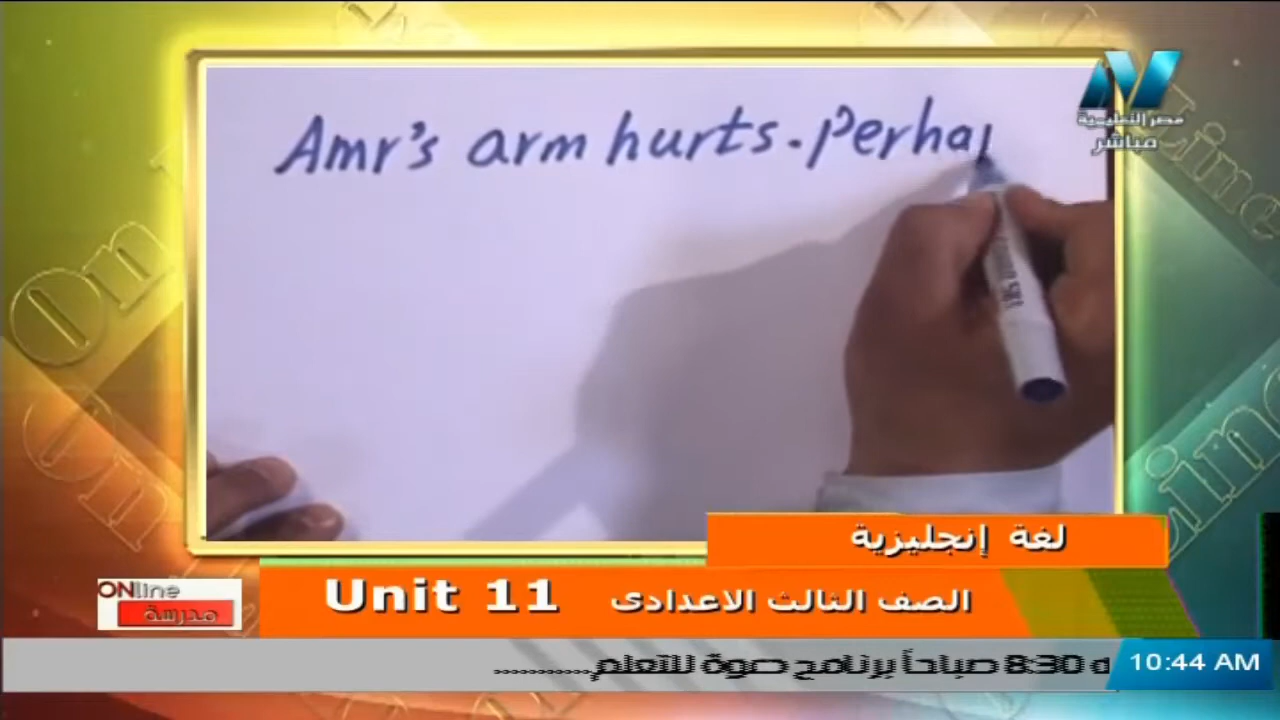 Amr's arm hurts. perha
مصر التعليمية
مباشر
لغة إنجليزية
Unit 11 الصف الثالث الاعدادى
ONline
مدرسة
8:30 صباحاً برنامج صوة للتعلم...........
10:44 AM